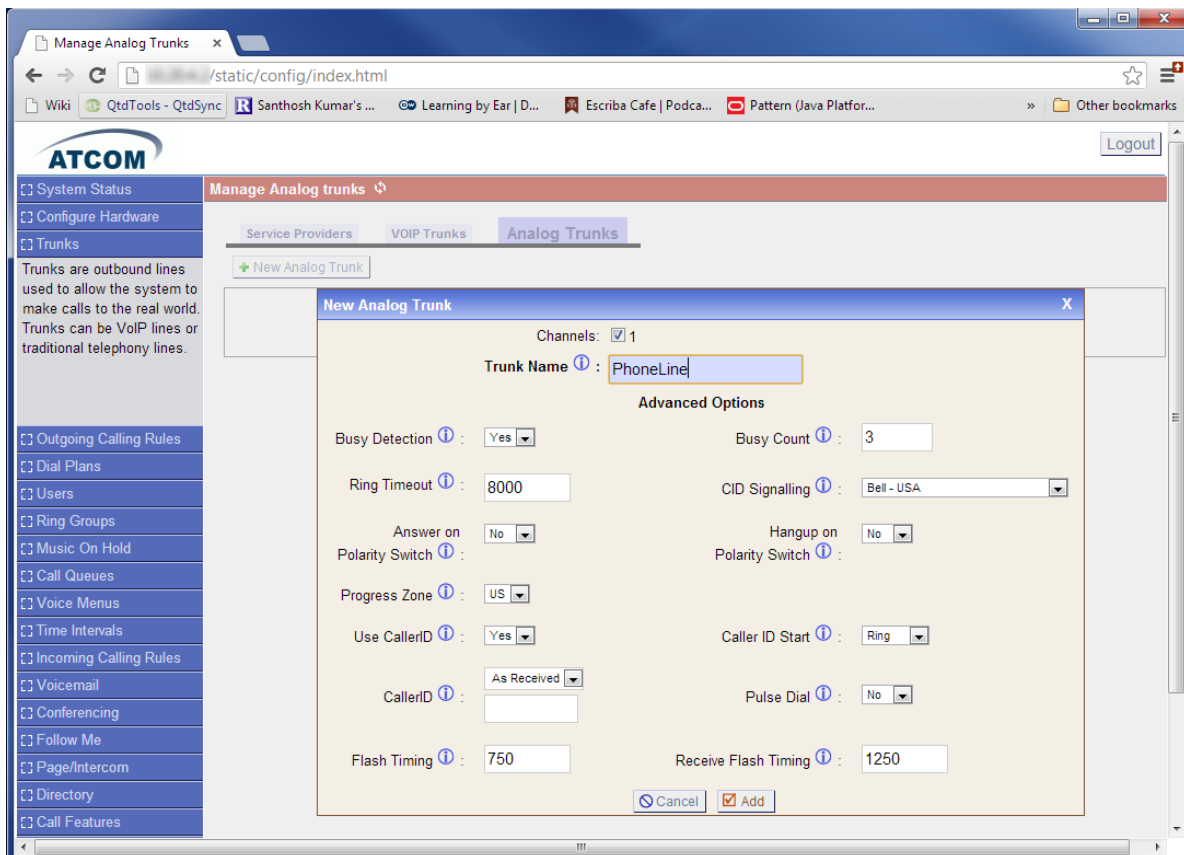 Manage Analog Trunks
/static/config/index.html
Wiki
QtdTools - QtdSync
Santhosh Kumar's ...
Learning by Ear | D...
Escriba Cafe | Podca...
Pattern (Java Platfor...
»
Other bookmarks
ATCOM
Logout
System Status
Configure Hardware
Trunks
Trunks are outbound lines
used to allow the system to
make calls to the real world.
Trunks can be VoIP lines or
traditional telephony lines.
Outgoing Calling Rules
Dial Plans
Users
Ring Groups
Music On Hold
Call Queues
Voice Menus
Time Intervals
Incoming Calling Rules
Voicemail
Conferencing
Follow Me
Page/Intercom
Directory
Call Features
Manage Analog trunks
Service Providers
VOIP Trunks
Analog Trunks
New Analog Trunk
New Analog Trunk X
Channels: 1
Trunk Name : PhoneLine
Advanced Options
Busy Detection : Yes
Busy Count : 3
Ring Timeout : 8000
CID Signalling : Bell - USA
Answer on
Polarity Switch : No
Hangup on
Polarity Switch : No
Progress Zone : US
Use CallerID : Yes
Caller ID Start : Ring
CallerID : As Received
Pulse Dial : No
Flash Timing : 750
Receive Flash Timing : 1250
Cancel
Add